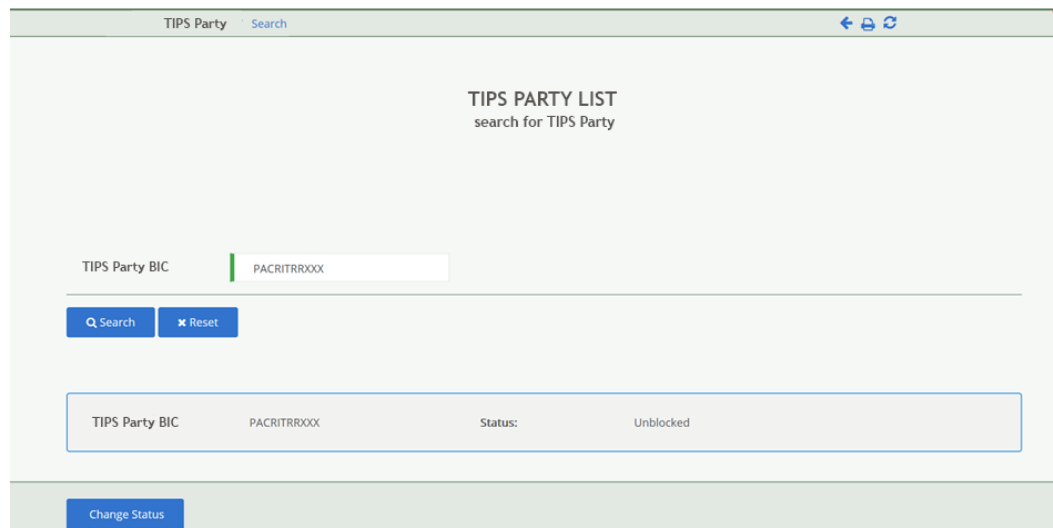 TIPS Party Search
TIPS PARTY LIST
search for TIPS Party
TIPS Party BIC PACRITRRXXX
Search Reset
TIPS Party BIC PACRITRRXXX Status: Unblocked
Change Status